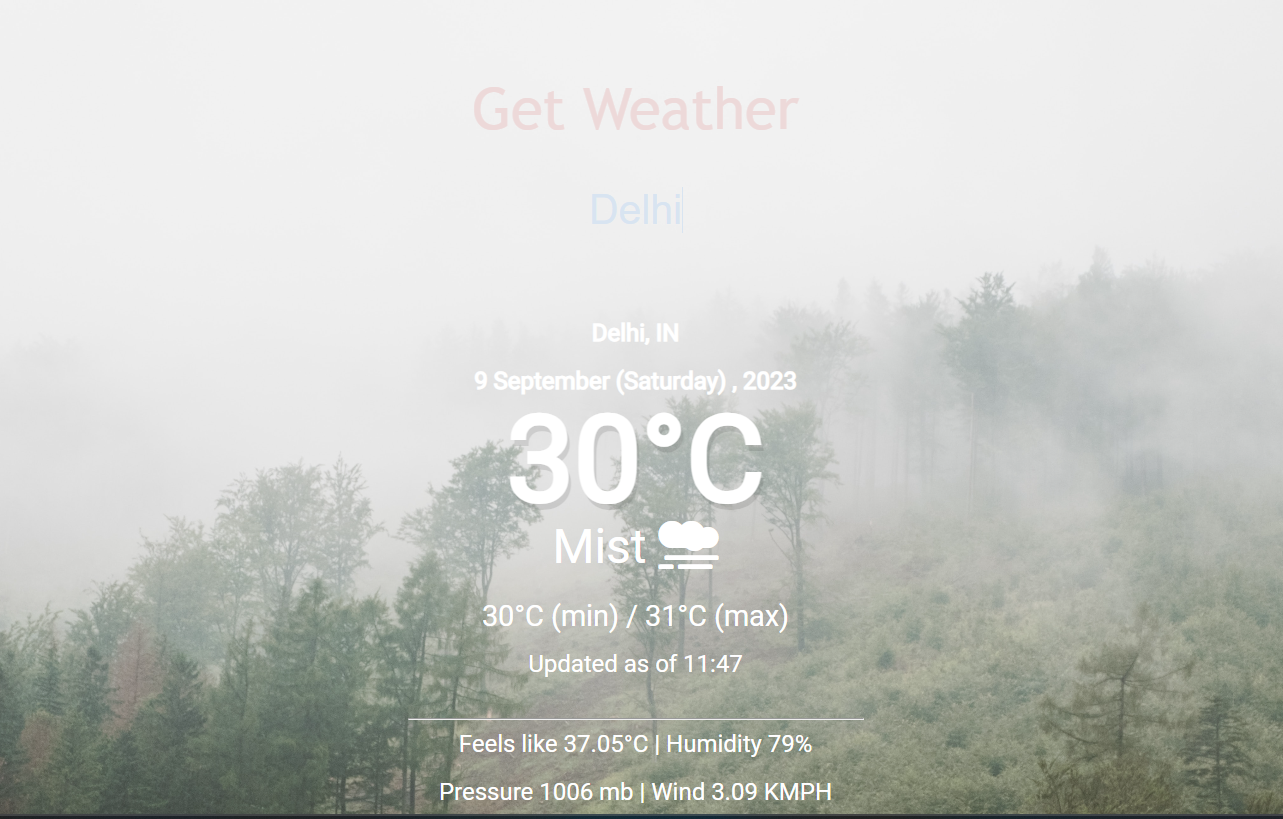 Get Weather
Delhi
Delhi, IN
9 September (Saturday) , 2023
30°C
Mist
30°C (min) / 31°C (max)
Updated as of 11:47
Feels like 37.05°C | Humidity 79%
Pressure 1006 mb | Wind 3.09 KMPH